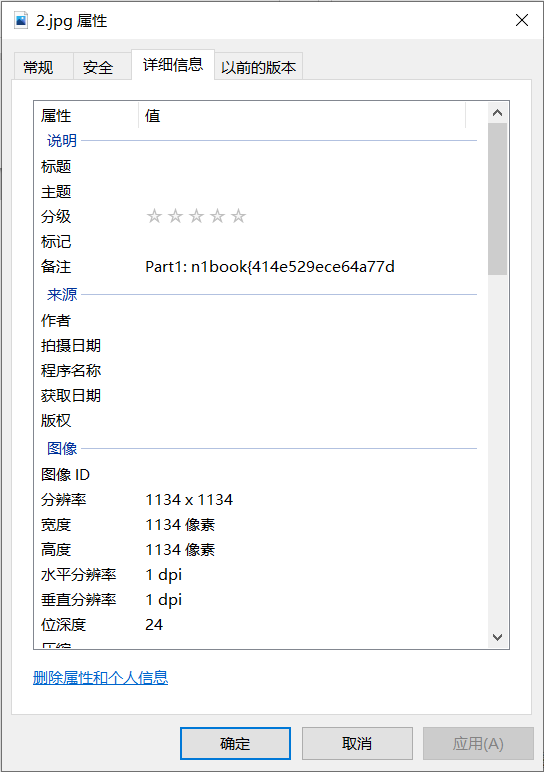 2.jpg 属性
常规 安全 详细信息 以前的版本
属性 值
说明
标题
主题
分级
标记
备注 Part1: n1book{414e529ece64a77d
来源
作者
拍摄日期
程序名称
获取日期
版权
图像
图像 ID
分辨率 1134 x 1134
宽度 1134 像素
高度 1134 像素
水平分辨率 1 dpi
垂直分辨率 1 dpi
位深度 24
删除属性和个人信息
确定 取消 应用(A)